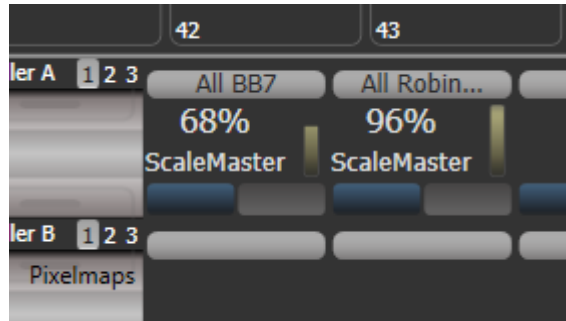 42 43
ler A 1 2 3
All BB7 All Robin...
68% 96%
ScaleMaster ScaleMaster
ler B 1 2 3
Pixelmaps